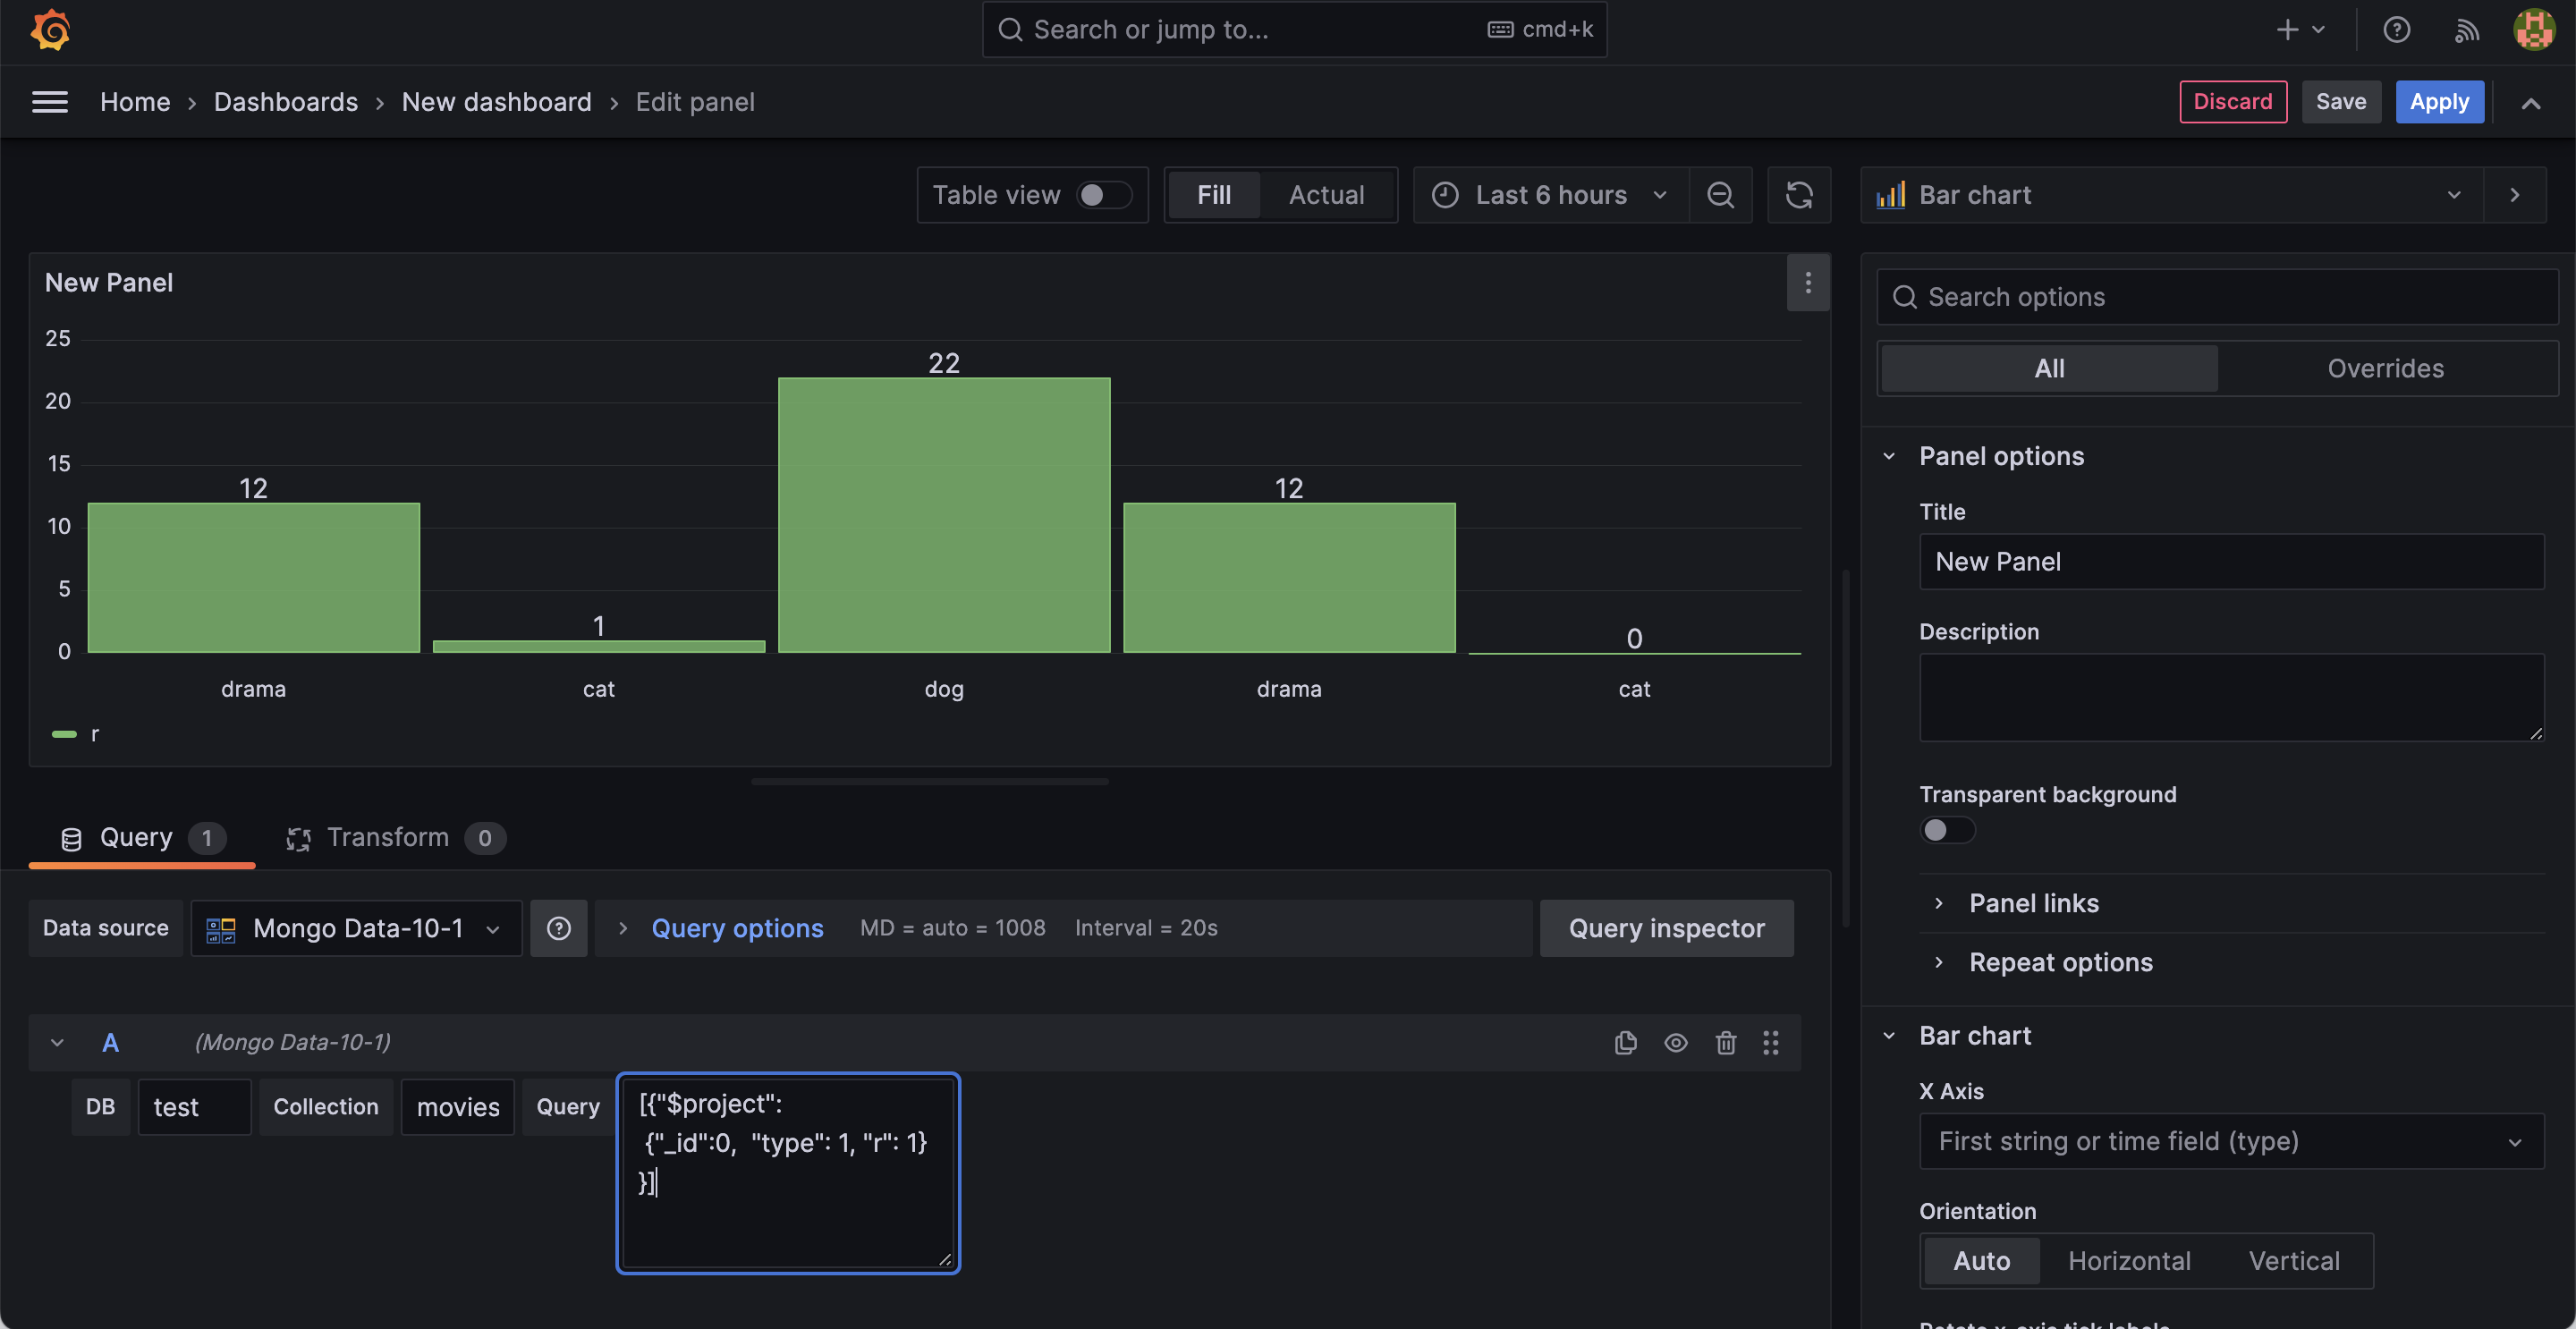 Search or jump to... cmd+k
Home › Dashboards › New dashboard › Edit panel
Discard Save Apply
Table view Fill Actual Last 6 hours
Bar chart
New Panel
25
20
15
10
5
0
12
1
22
12
0
drama cat dog drama cat
r
Query 1 Transform 0
Data source Mongo Data-10-1 Query options MD = auto = 1008 Interval = 20s Query inspector
A (Mongo Data-10-1)
DB test Collection movies Query
[{"$project":
{"_id":0, "type": 1, "r": 1}
}]
Search options
All Overrides
Panel options
Title
New Panel
Description
Transparent background
Panel links
Repeat options
Bar chart
X Axis
First string or time field (type)
Orientation
Auto Horizontal Vertical
Rotate x-axis tick labels